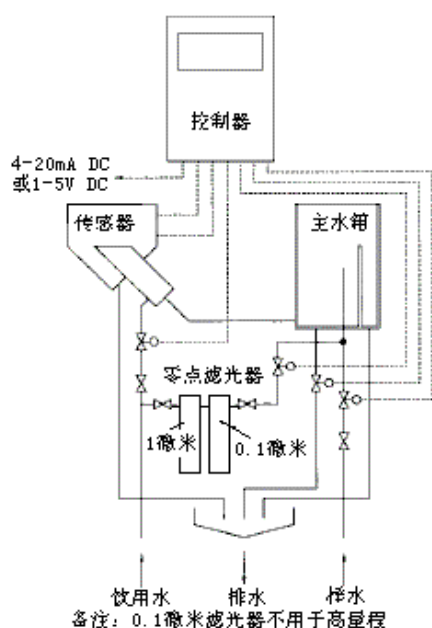 控制器
4-20mA DC
或1-5V DC
传感器
主水箱
零点滤光器
1微米
0.1微米
饮用水
排水
样水
备注：0.1微米滤光器不用于高量程